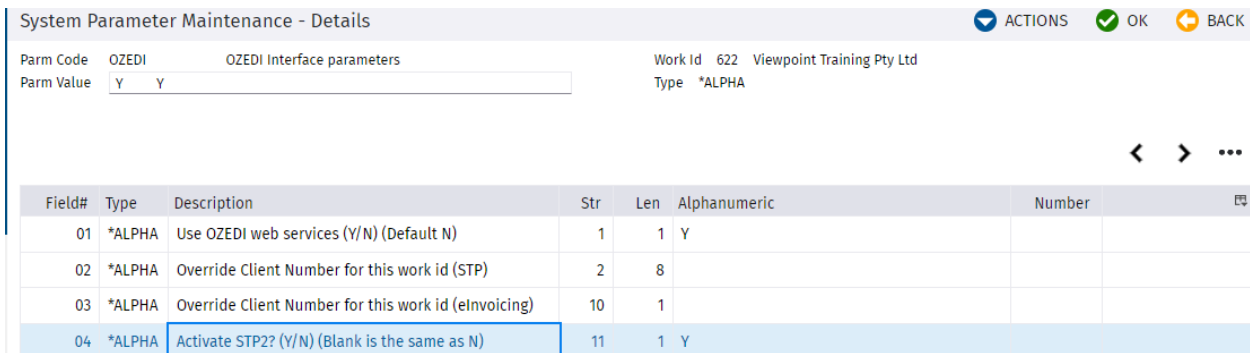 System Parameter Maintenance - Details ACTIONS OK BACK
Parm Code OZEDI OZEDI Interface parameters Work Id 622 Viewpoint Training Pty Ltd
Parm Value Y Y Type *ALPHA
Field# Type Description Str Len Alphanumeric Number
01 *ALPHA Use OZEDI web services (Y/N) (Default N) 1 1 Y
02 *ALPHA Override Client Number for this work id (STP) 2 8
03 *ALPHA Override Client Number for this work id (eInvoicing) 10 1
04 *ALPHA Activate STP2? (Y/N) (Blank is the same as N) 11 1 Y